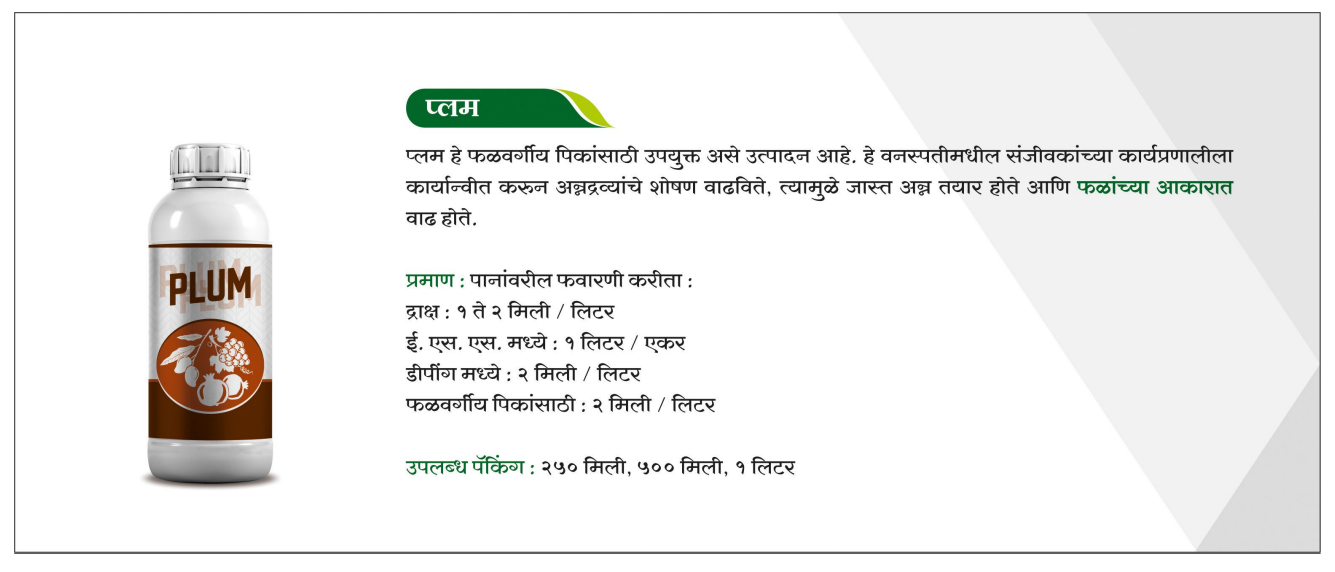 प्लम
प्लम हे फळवर्गीय पिकांसाठी उपयुक्त असे उत्पादन आहे. हे वनस्पतीमधील संजीवकांच्या कार्यप्रणालीला
कार्यान्वीत करुन अन्नद्रव्यांचे शोषण वाढविते, त्यामुळे जास्त अन्न तयार होते आणि फळांच्या आकारात
वाढ होते.
प्रमाण : पानांवरील फवारणी करीता :
द्राक्ष : १ ते २ मिली / लिटर
ई. एस. एस. मध्ये : १ लिटर / एकर
डीपींग मध्ये : २ मिली / लिटर
फळवर्गीय पिकांसाठी : २ मिली / लिटर
उपलब्ध पॅकिंग : २५० मिली, ५०० मिली, १ लिटर
PLUM